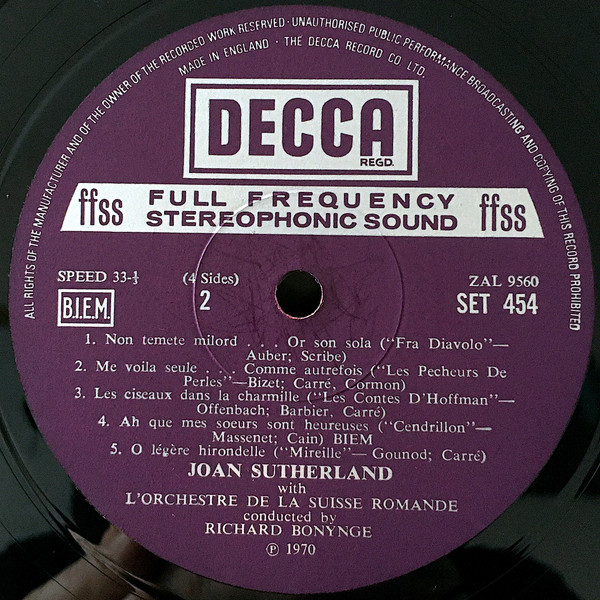 ALL RIGHTS OF THE MANUFACTURER AND OF THE OWNER OF THE RECORDED WORK RESERVED · UNAUTHORISED PUBLIC PERFORMANCE BROADCASTING AND COPYING OF THIS RECORD PROHIBITED
MADE IN ENGLAND · THE DECCA RECORD CO LTD.
DECCA
REGD.
ffss FULL FREQUENCY STEREOPHONIC SOUND ffss
SPEED 33-⅓ (4 Sides) ZAL 9560
B.I.E.M. 2 SET 454
1. Non temete milord . . . Or son sola ("Fra Diavolo"—
Auber; Scribe)
2. Me voila seule . . . Comme autrefois ("Les Pecheurs De
Perles"—Bizet; Carré, Cormon)
3. Les ciseaux dans la charmille ("Les Contes D'Hoffman"—
Offenbach; Barbier, Carré)
4. Ah que mes soeurs sont heureuses ("Cendrillon"—
Massenet; Cain) BIEM
5. O légère hirondelle ("Mireille"—Gounod; Carré)
JOAN SUTHERLAND
with
L'ORCHESTRE DE LA SUISSE ROMANDE
conducted by
RICHARD BONYNGE
℗ 1970